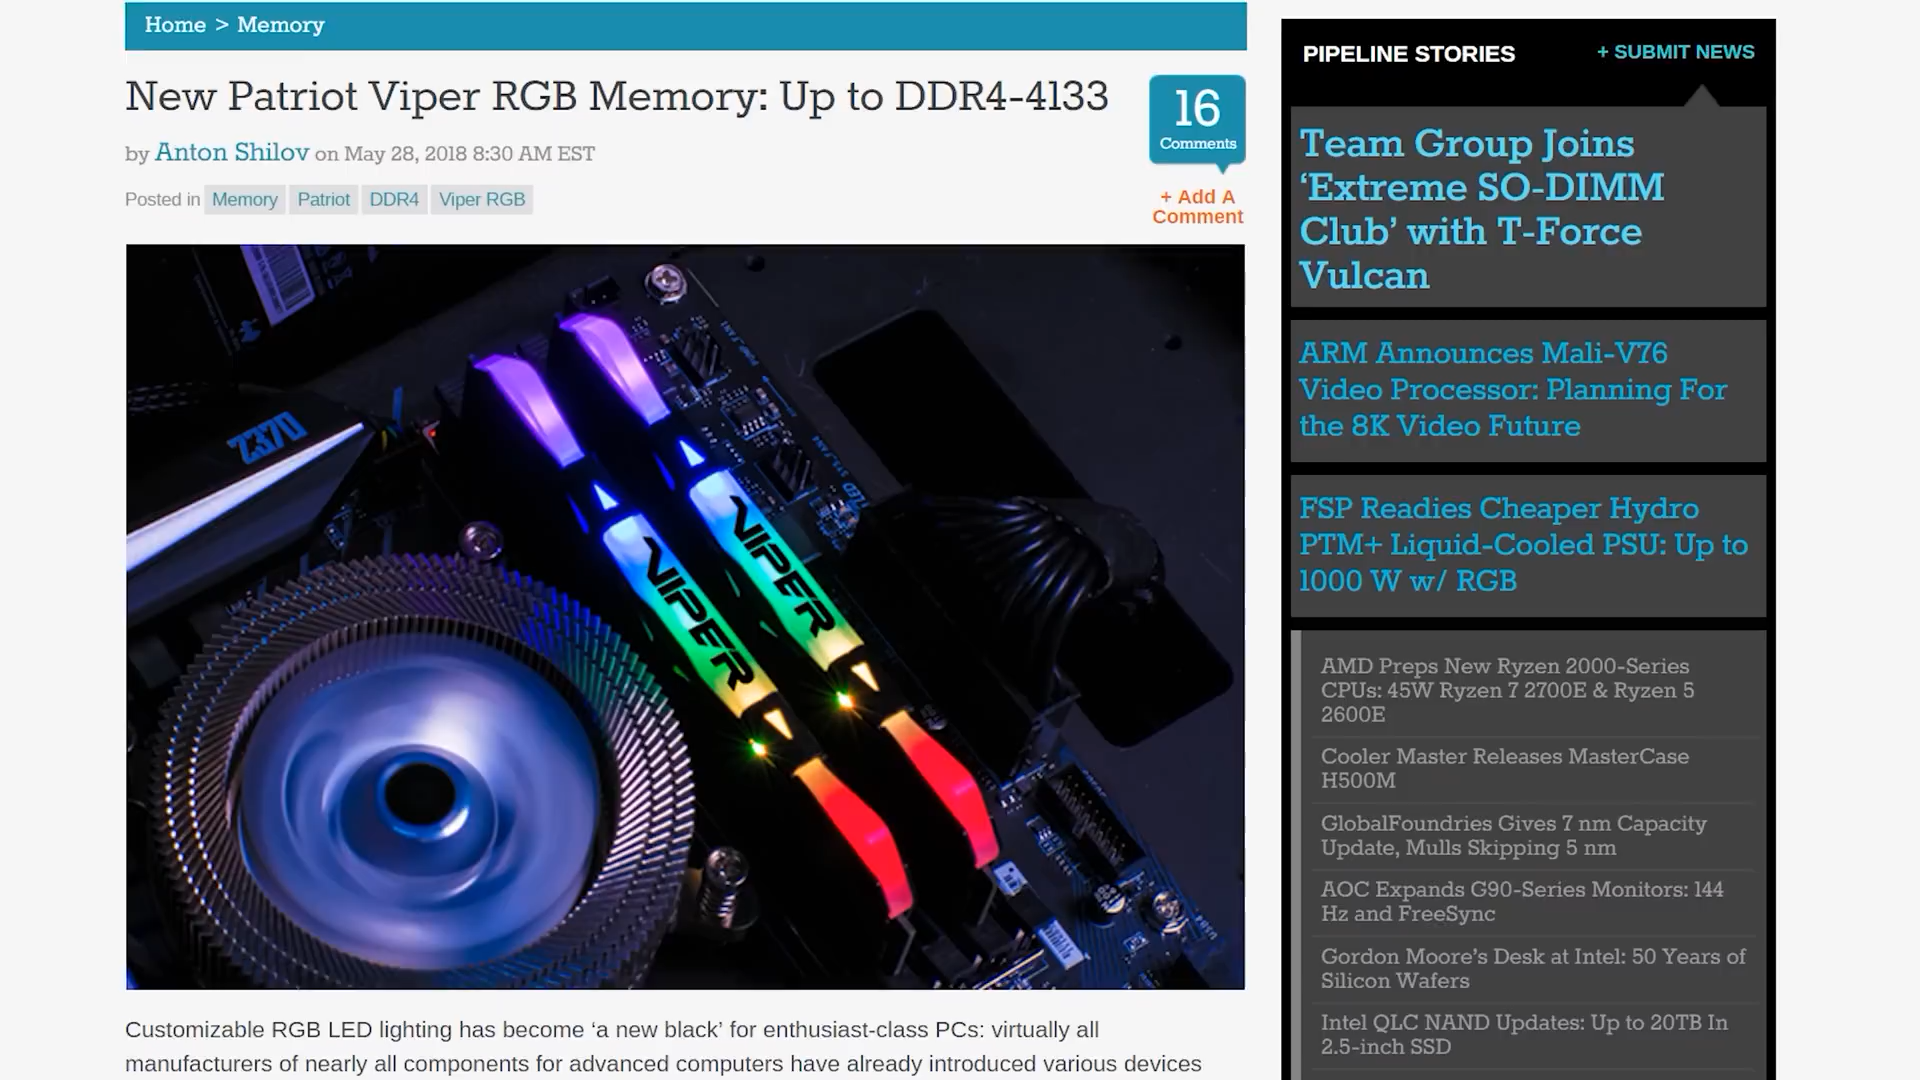 Home > Memory
New Patriot Viper RGB Memory: Up to DDR4-4133
by Anton Shilov on May 28, 2018 8:30 AM EST
Posted in Memory Patriot DDR4 Viper RGB
16
Comments
+ Add A
Comment
Z370
VIPER
VIPER
Customizable RGB LED lighting has become ‘a new black’ for enthusiast-class PCs: virtually all
manufacturers of nearly all components for advanced computers have already introduced various devices
PIPELINE STORIES
+ SUBMIT NEWS
Team Group Joins
‘Extreme SO-DIMM
Club’ with T-Force
Vulcan
ARM Announces Mali-V76
Video Processor: Planning For
the 8K Video Future
FSP Readies Cheaper Hydro
PTM+ Liquid-Cooled PSU: Up to
1000 W w/ RGB
AMD Preps New Ryzen 2000-Series
CPUs: 45W Ryzen 7 2700E & Ryzen 5
2600E
Cooler Master Releases MasterCase
H500M
GlobalFoundries Gives 7 nm Capacity
Update, Mulls Skipping 5 nm
AOC Expands G90-Series Monitors: 144
Hz and FreeSync
Gordon Moore’s Desk at Intel: 50 Years of
Silicon Wafers
Intel QLC NAND Updates: Up to 20TB In
2.5-inch SSD